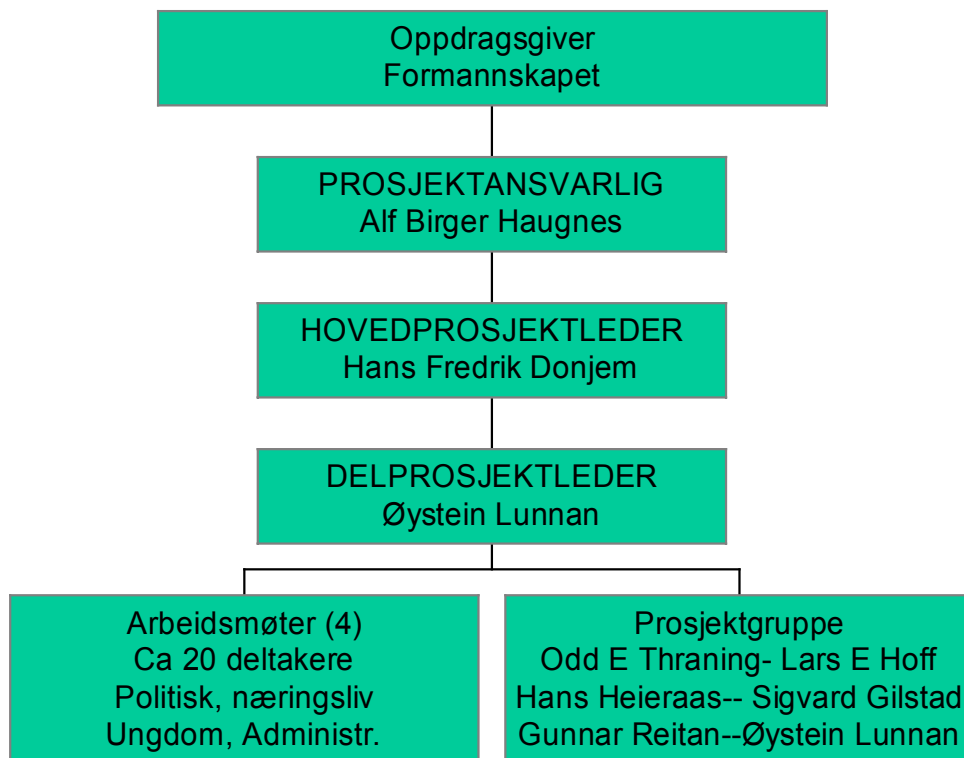 Oppdragsgiver
Formannskapet
PROSJEKTANSVARLIG
Alf Birger Haugnes
HOVEDPROSJEKTLEDER
Hans Fredrik Donjem
DELPROSJEKTLEDER
Øystein Lunnan
Arbeidsmøter (4)
Ca 20 deltakere
Politisk, næringsliv
Ungdom, Administr.
Prosjektgruppe
Odd E Thraning- Lars E Hoff
Hans Heieraas-- Sigvard Gilstad
Gunnar Reitan--Øystein Lunnan